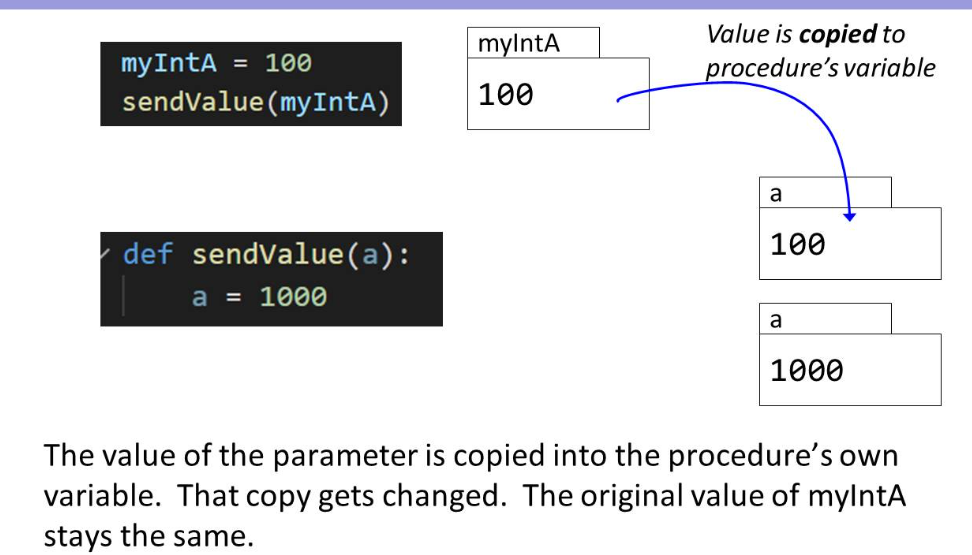 myIntA = 100
sendValue(myIntA)
myIntA
100
Value is copied to
procedure's variable
a
100
def sendValue(a):
a = 1000
a
1000
The value of the parameter is copied into the procedure's own
variable. That copy gets changed. The original value of myIntA
stays the same.